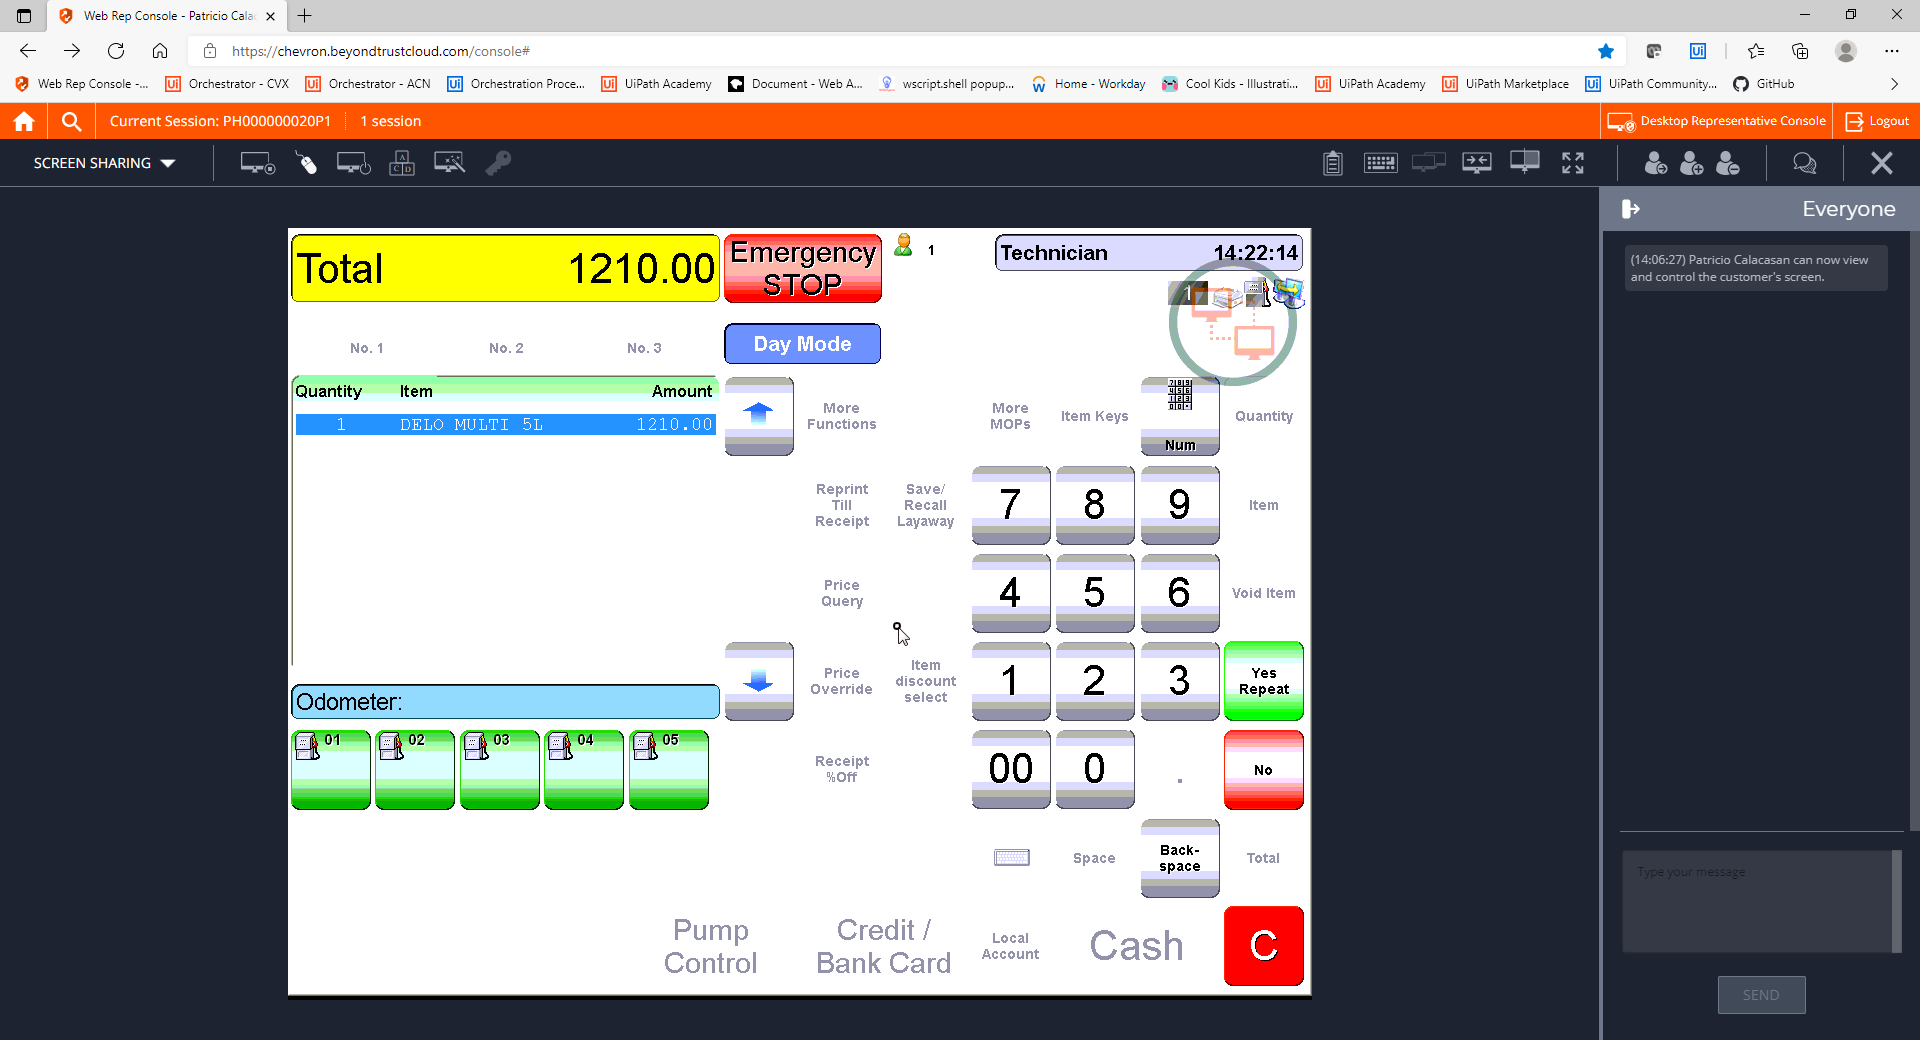 Web Rep Console - Patricio Cala
https://chevron.beyondtrustcloud.com/console#
Web Rep Console -...
Orchestrator - CVX
Orchestrator - ACN
Orchestration Proce...
UiPath Academy
Document - Web A...
wscript.shell popup...
Home - Workday
Cool Kids - Illustrati...
UiPath Academy
UiPath Marketplace
UiPath Community...
GitHub
Current Session: PH000000020P1
1 session
Desktop Representative Console
Logout
SCREEN SHARING
Everyone
(14:06:27) Patricio Calacasan can now view
and control the customer's screen.
Total 1210.00
Emergency
STOP
1
Technician 14:22:14
1
No. 1
No. 2
No. 3
Day Mode
Quantity Item Amount
1 DELO MULTI 5L 1210.00
More
Functions
More
MOPs
Item Keys
Num
Quantity
Reprint
Till
Receipt
Save/
Recall
Layaway
7
8
9
Item
Price
Query
4
5
6
Void Item
Price
Override
Item
discount
select
1
2
3
Yes
Repeat
Odometer:
01
02
03
04
05
Receipt
%Off
00
0
.
No
Space
Back-
space
Total
Pump
Control
Credit /
Bank Card
Local
Account
Cash
C
Type your message
SEND